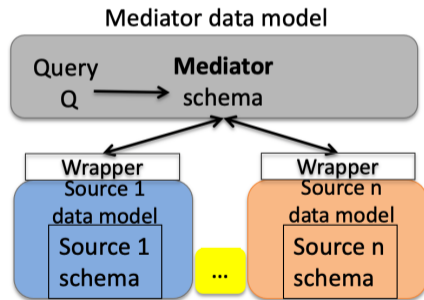 Mediator data model
Query Mediator
Q schema
Wrapper Wrapper
Source 1 Source n
data model data model
Source 1 Source n
schema ... schema